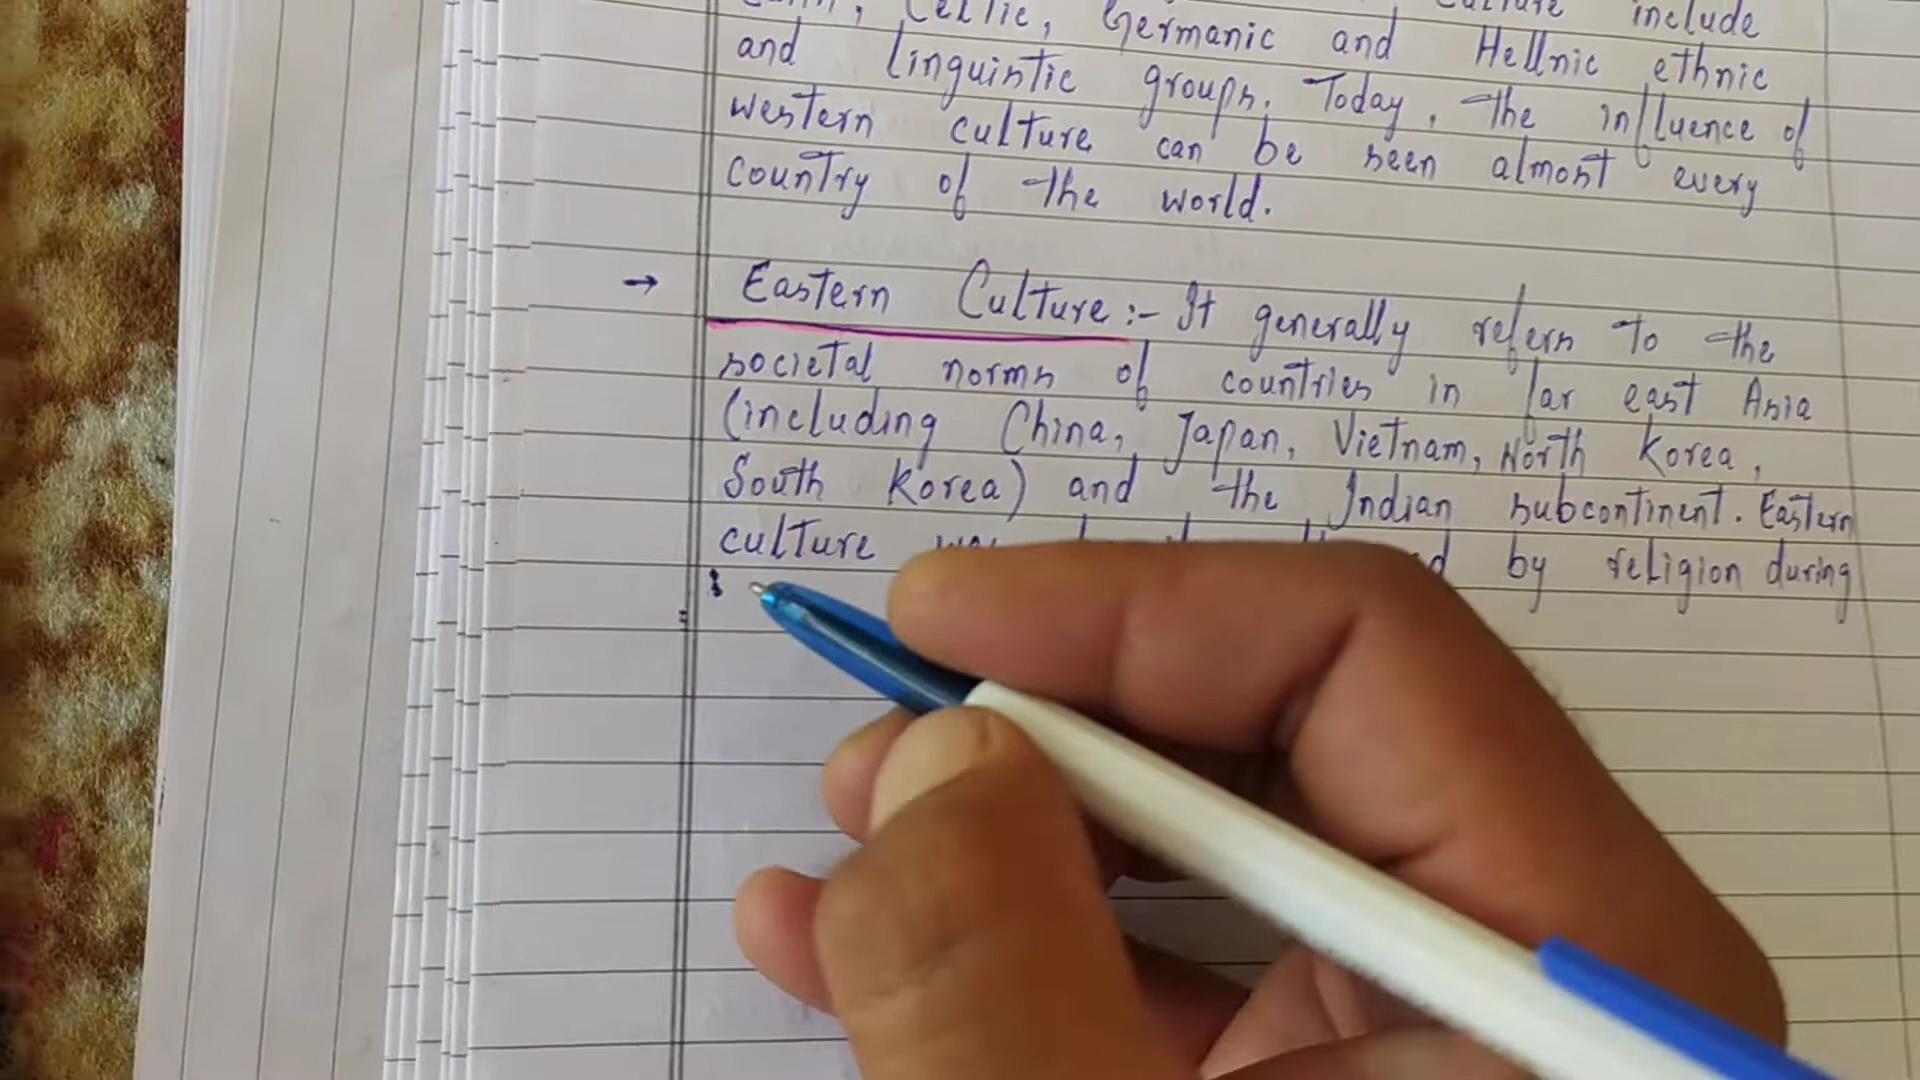 Celtic, Germanic and Hellnic ethnic
culture include
and linguistic groups. Today, the influence of
western culture can be seen almost every
country of the world.
→ Eastern Culture :- It generally refers to the
societal norms of countries in far east Asia
(including China, Japan, Vietnam, North Korea,
South Korea) and the Indian subcontinent. Eastern
culture by religion during